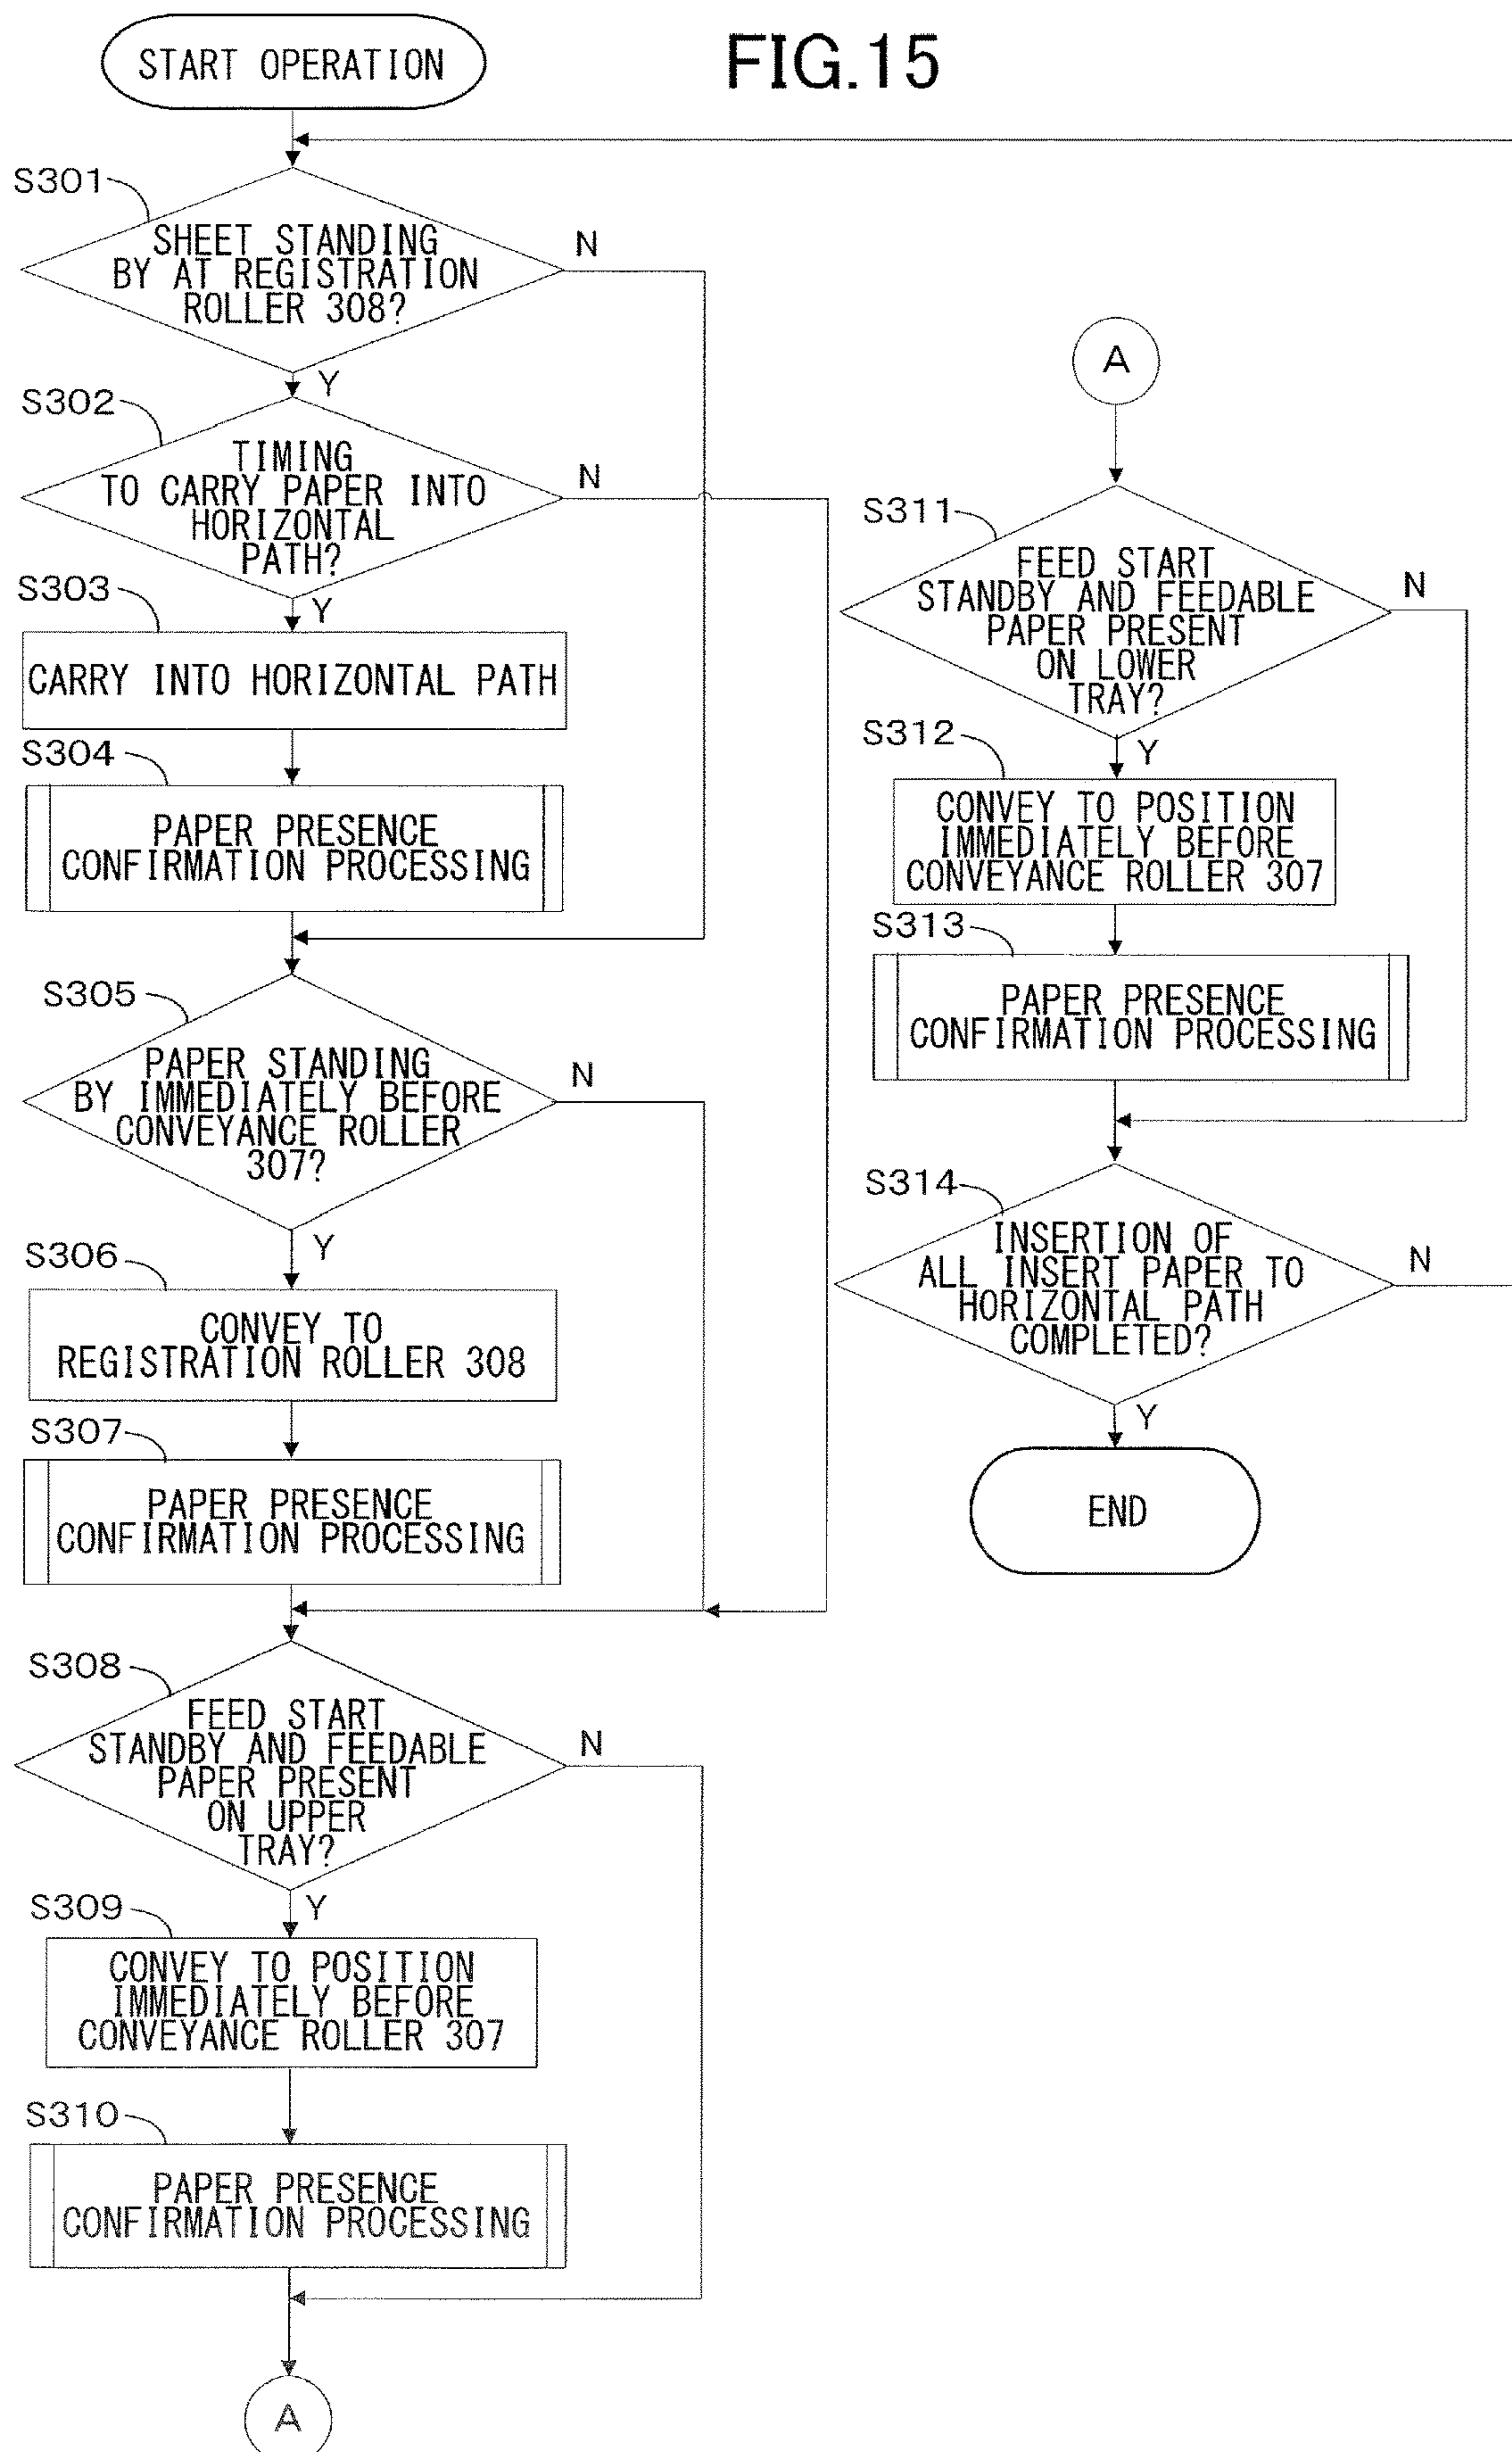 FIG.15
START OPERATION
S301
SHEET STANDING
BY AT REGISTRATION
ROLLER 308?
N
Y
S302
TIMING
TO CARRY PAPER INTO
HORIZONTAL
PATH?
N
Y
S303
CARRY INTO HORIZONTAL PATH
S304
PAPER PRESENCE
CONFIRMATION PROCESSING
S305
PAPER STANDING
BY IMMEDIATELY BEFORE
CONVEYANCE ROLLER
307?
N
Y
S306
CONVEY TO
REGISTRATION ROLLER 308
S307
PAPER PRESENCE
CONFIRMATION PROCESSING
S308
FEED START
STANDBY AND FEEDABLE
PAPER PRESENT
ON UPPER
TRAY?
N
Y
S309
CONVEY TO POSITION
IMMEDIATELY BEFORE
CONVEYANCE ROLLER 307
S310
PAPER PRESENCE
CONFIRMATION PROCESSING
A
A
S311
FEED START
STANDBY AND FEEDABLE
PAPER PRESENT
ON LOWER
TRAY?
N
Y
S312
CONVEY TO POSITION
IMMEDIATELY BEFORE
CONVEYANCE ROLLER 307
S313
PAPER PRESENCE
CONFIRMATION PROCESSING
S314
INSERTION OF
ALL INSERT PAPER TO
HORIZONTAL PATH
COMPLETED?
N
Y
END